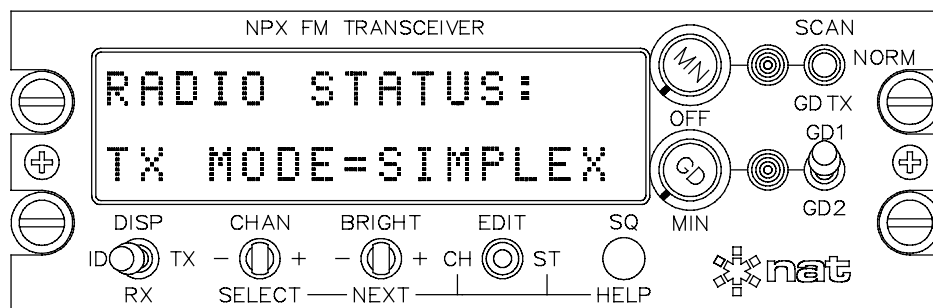 NPX FM TRANSCEIVER
SCAN
RADIO STATUS:
MN
NORM
OFF
GD TX
GD1
TX MODE=SIMPLEX
GD
MIN
GD2
DISP
CHAN
BRIGHT
EDIT
SQ
ID TX
- +
- +
CH ST
RX
SELECT
NEXT
HELP
nat